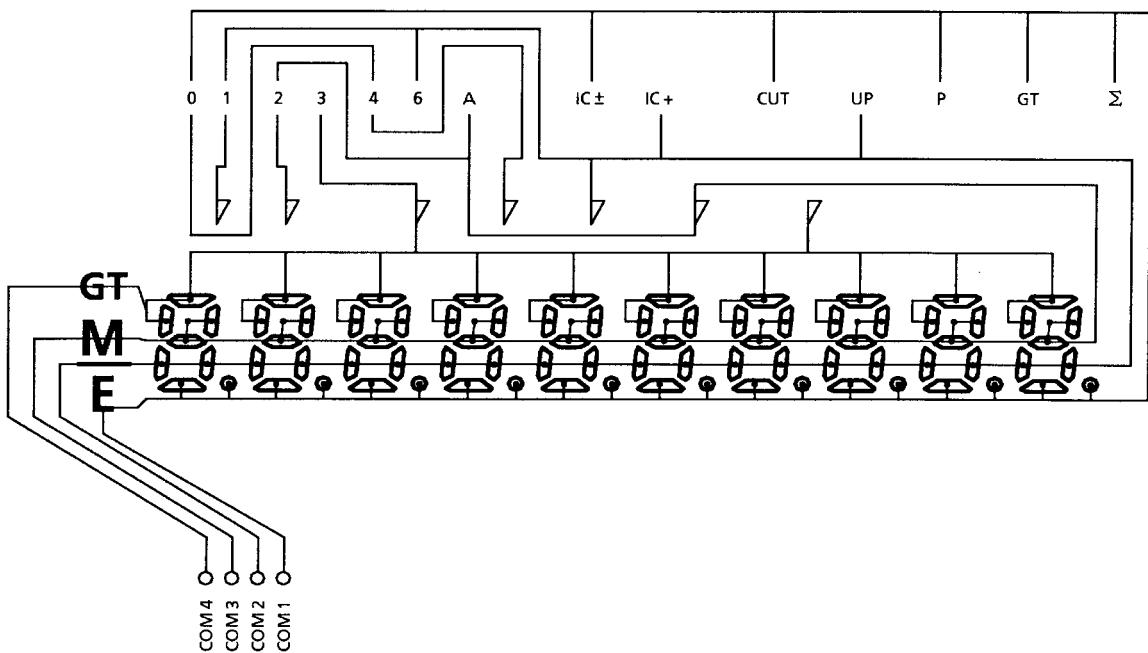 0 1 2 3 4 6 A IC± IC+ CUT UP P GT Σ
GT
M
E
COM4
COM3
COM2
COM1